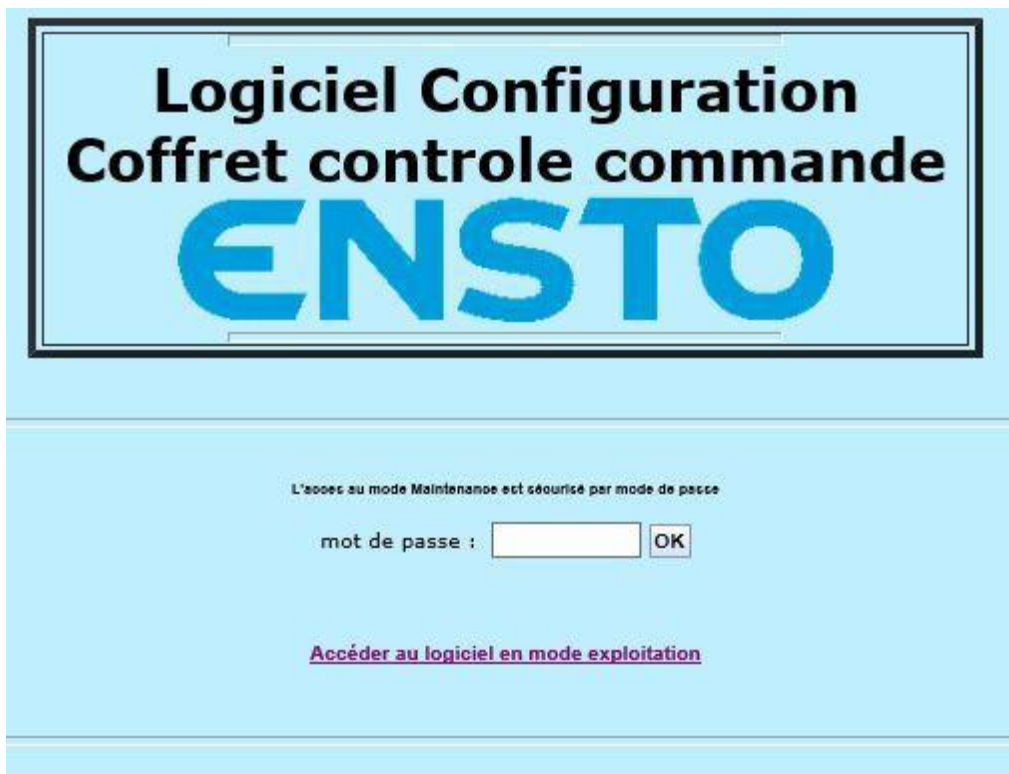 Logiciel Configuration
Coffret controle commande
ENSTO
L'acces au mode Maintenance est sécurisé par mode de passe
mot de passe : OK
Accéder au logiciel en mode exploitation